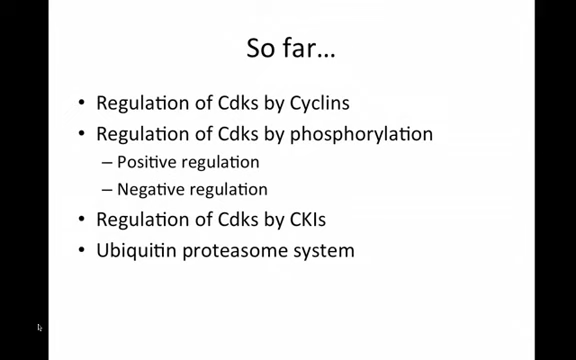 So far…
• Regulation of Cdks by Cyclins
• Regulation of Cdks by phosphorylation
– Positive regulation
– Negative regulation
• Regulation of Cdks by CKIs
• Ubiquitin proteasome system